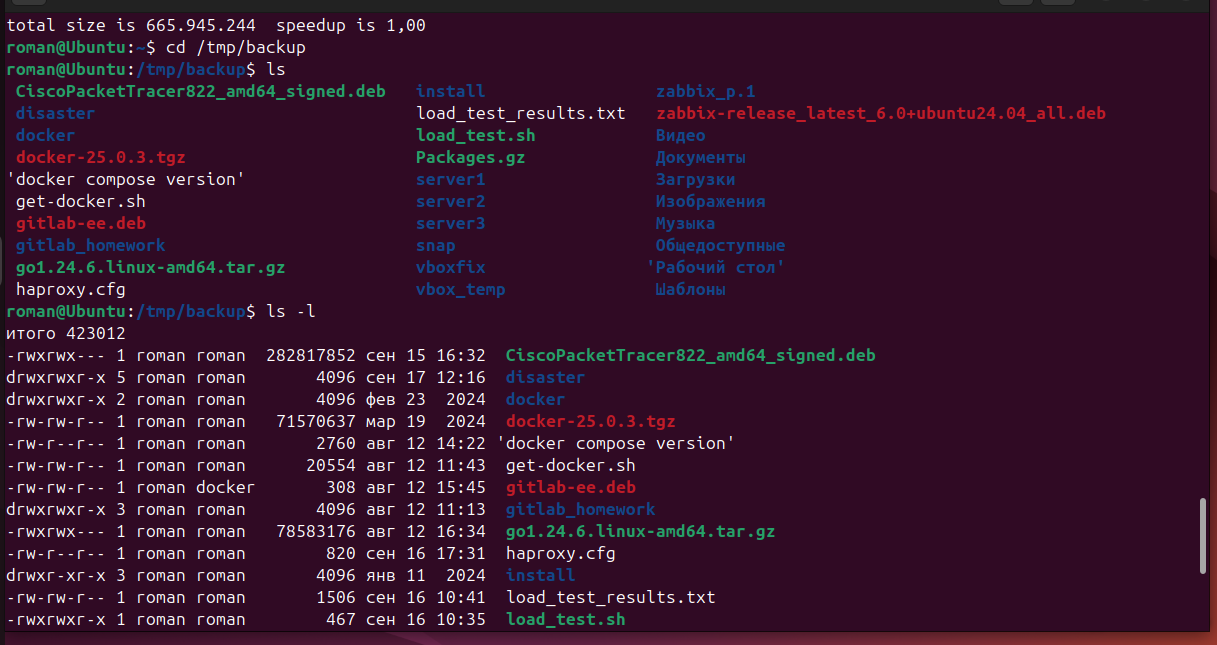 total size is 665.945.244  speedup is 1,00
roman@Ubuntu:~$ cd /tmp/backup
roman@Ubuntu:/tmp/backup$ ls
CiscoPacketTracer822_amd64_signed.deb   install                zabbix_p.1
disaster                                load_test_results.txt  zabbix-release_latest_6.0+ubuntu24.04_all.deb
docker                                  load_test.sh           Видео
docker-25.0.3.tgz                       Packages.gz            Документы
'docker compose version'                server1                Загрузки
get-docker.sh                           server2                Изображения
gitlab-ee.deb                           server3                Музыка
gitlab_homework                         snap                   Общедоступные
go1.24.6.linux-amd64.tar.gz             vboxfix                'Рабочий стол'
haproxy.cfg                             vbox_temp              Шаблоны
roman@Ubuntu:/tmp/backup$ ls -l
итого 423012
-rwxrwx--- 1 roman roman  282817852 сен 15 16:32  CiscoPacketTracer822_amd64_signed.deb
drwxrwxr-x 5 roman roman       4096 сен 17 12:16  disaster
drwxrwxr-x 2 roman roman       4096 фев 23  2024  docker
-rw-rw-r-- 1 roman roman   71570637 мар 19  2024  docker-25.0.3.tgz
-rw-r--r-- 1 roman roman       2760 авг 12 14:22 'docker compose version'
-rw-rw-r-- 1 roman roman      20554 авг 12 11:43  get-docker.sh
-rw-rw-r-- 1 roman docker       308 авг 12 15:45  gitlab-ee.deb
drwxrwxr-x 3 roman roman       4096 авг 12 11:13  gitlab_homework
-rwxrwx--- 1 roman roman   78583176 авг 12 16:34  go1.24.6.linux-amd64.tar.gz
-rw-r--r-- 1 roman roman        820 сен 16 17:31  haproxy.cfg
drwxr-xr-x 3 roman roman       4096 янв 11  2024  install
-rw-rw-r-- 1 roman roman       1506 сен 16 10:41  load_test_results.txt
-rwxrwxr-x 1 roman roman        467 сен 16 10:35  load_test.sh